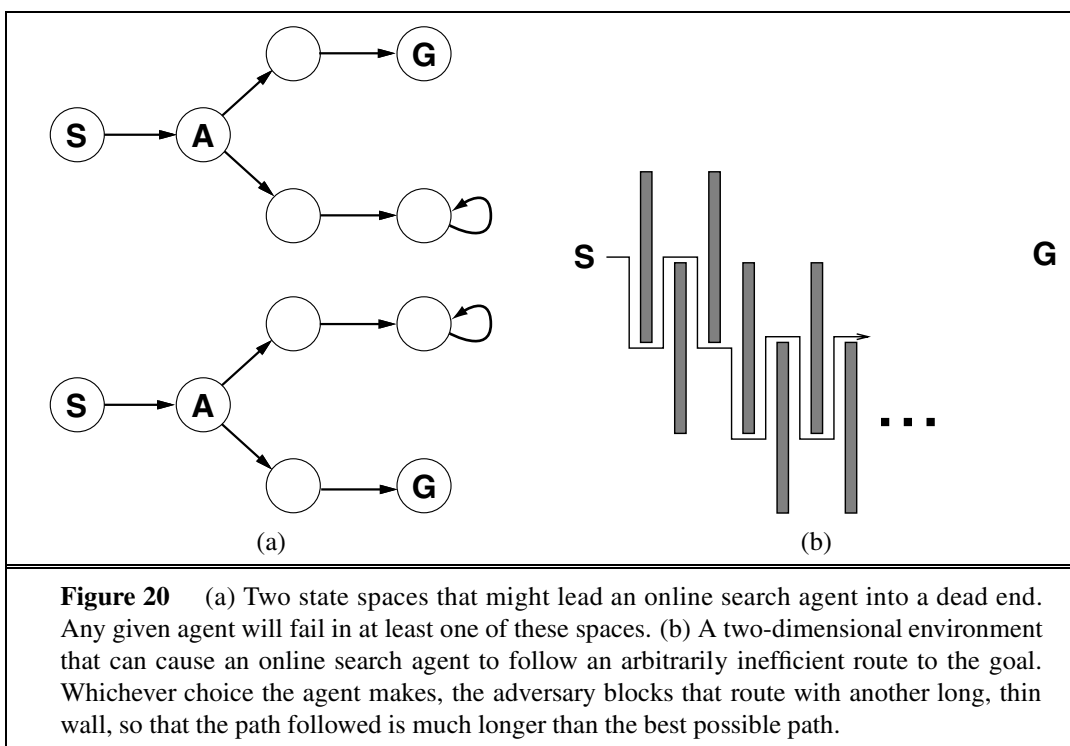 G
S
A
S
G
S
A
G
(a)
(b)
Figure 20 (a) Two state spaces that might lead an online search agent into a dead end.
Any given agent will fail in at least one of these spaces. (b) A two-dimensional environment
that can cause an online search agent to follow an arbitrarily inefficient route to the goal.
Whichever choice the agent makes, the adversary blocks that route with another long, thin
wall, so that the path followed is much longer than the best possible path.